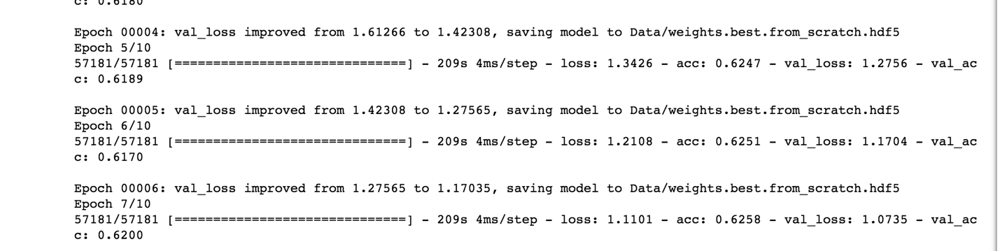 c: 0.6180
Epoch 00004: val_loss improved from 1.61266 to 1.42308, saving model to Data/weights.best.from_scratch.hdf5
Epoch 5/10
57181/57181 [==============================] - 209s 4ms/step - loss: 1.3426 - acc: 0.6247 - val_loss: 1.2756 - val_ac
c: 0.6189
Epoch 00005: val_loss improved from 1.42308 to 1.27565, saving model to Data/weights.best.from_scratch.hdf5
Epoch 6/10
57181/57181 [==============================] - 209s 4ms/step - loss: 1.2108 - acc: 0.6251 - val_loss: 1.1704 - val_ac
c: 0.6170
Epoch 00006: val_loss improved from 1.27565 to 1.17035, saving model to Data/weights.best.from_scratch.hdf5
Epoch 7/10
57181/57181 [==============================] - 209s 4ms/step - loss: 1.1101 - acc: 0.6258 - val_loss: 1.0735 - val_ac
c: 0.6200